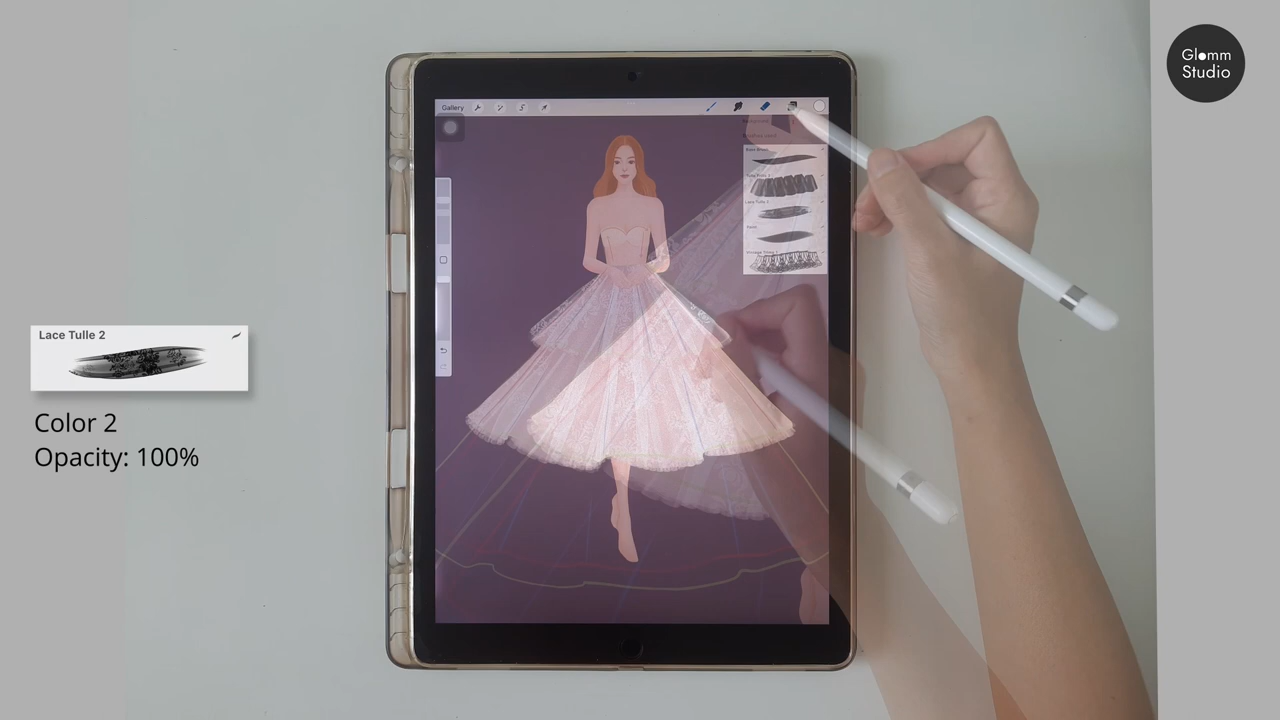 Glomm
Studio
Gallery
Lace Tulle 2
Color 2
Opacity: 100%